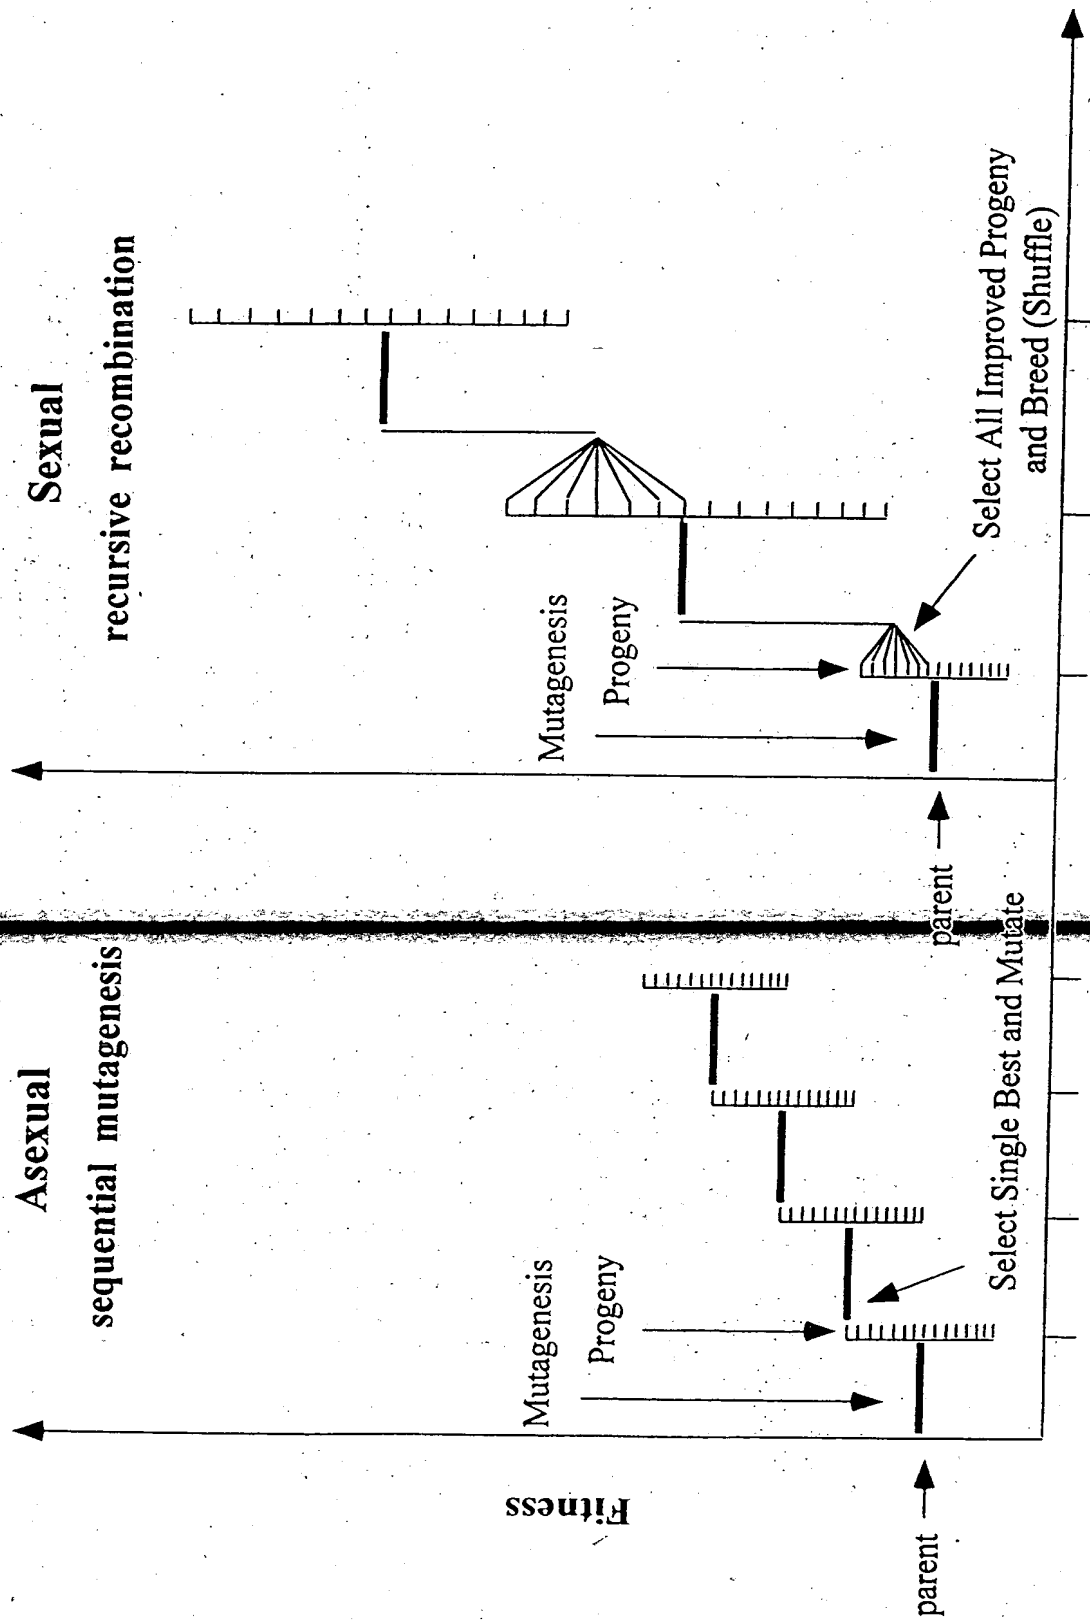 Asexual
sequential mutagenesis
Fitness
parent
Mutagenesis
Progeny
Select Single Best and Mutate
Sexual
recursive recombination
parent
Mutagenesis
Progeny
Select All Improved Progeny
and Breed (Shuffle)